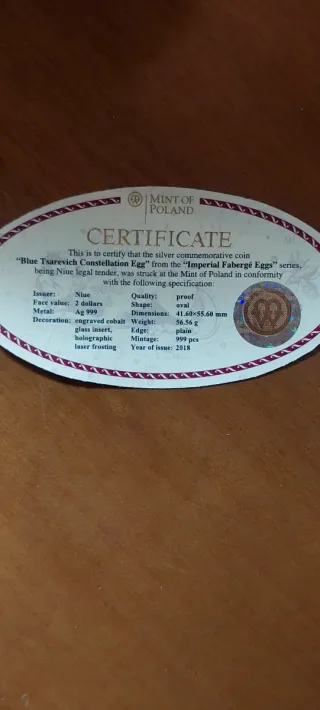 MINT OF
POLAND
CERTIFICATE
This is to certify that the silver commemorative coin
"Blue Tsarevich Constellation Egg" from the "Imperial Fabergé Eggs" series,
being Niue legal tender, was struck at the Mint of Poland in conformity
with the following specification:
Issuer: Niue Quality: proof
Face value: 2 dollars Shape: oval
Metal: Ag 999 Dimensions: 41.60×55.60 mm
Decoration: engraved cobalt Weight: 56.56 g
glass insert, Edge: plain
holographic Mintage: 999 pcs
laser frosting Year of issue: 2018